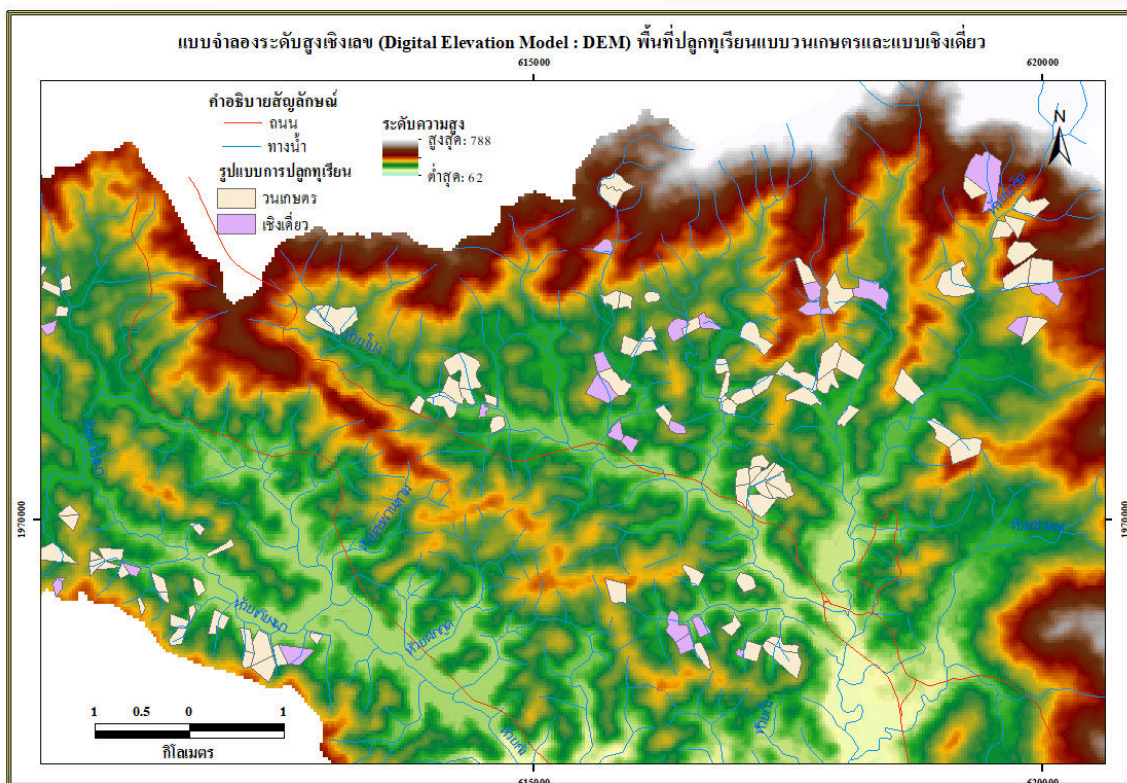 แบบจำลองระดับสูงเชิงเลข (Digital Elevation Model : DEM) พื้นที่ปลูกทุเรียนแบบวนเกษตรและแบบเชิงเดี่ยว
615000
620000
คำอธิบายสัญลักษณ์
ถนน
ทางน้ำ
ระดับความสูง
สูงสุด: 788
ต่ำสุด: 62
รูปแบบการปลูกทุเรียน
วนเกษตร
เชิงเดี่ยว
N
1970000
1970000
1
0.5
0
1
กิโลเมตร
615000
620000